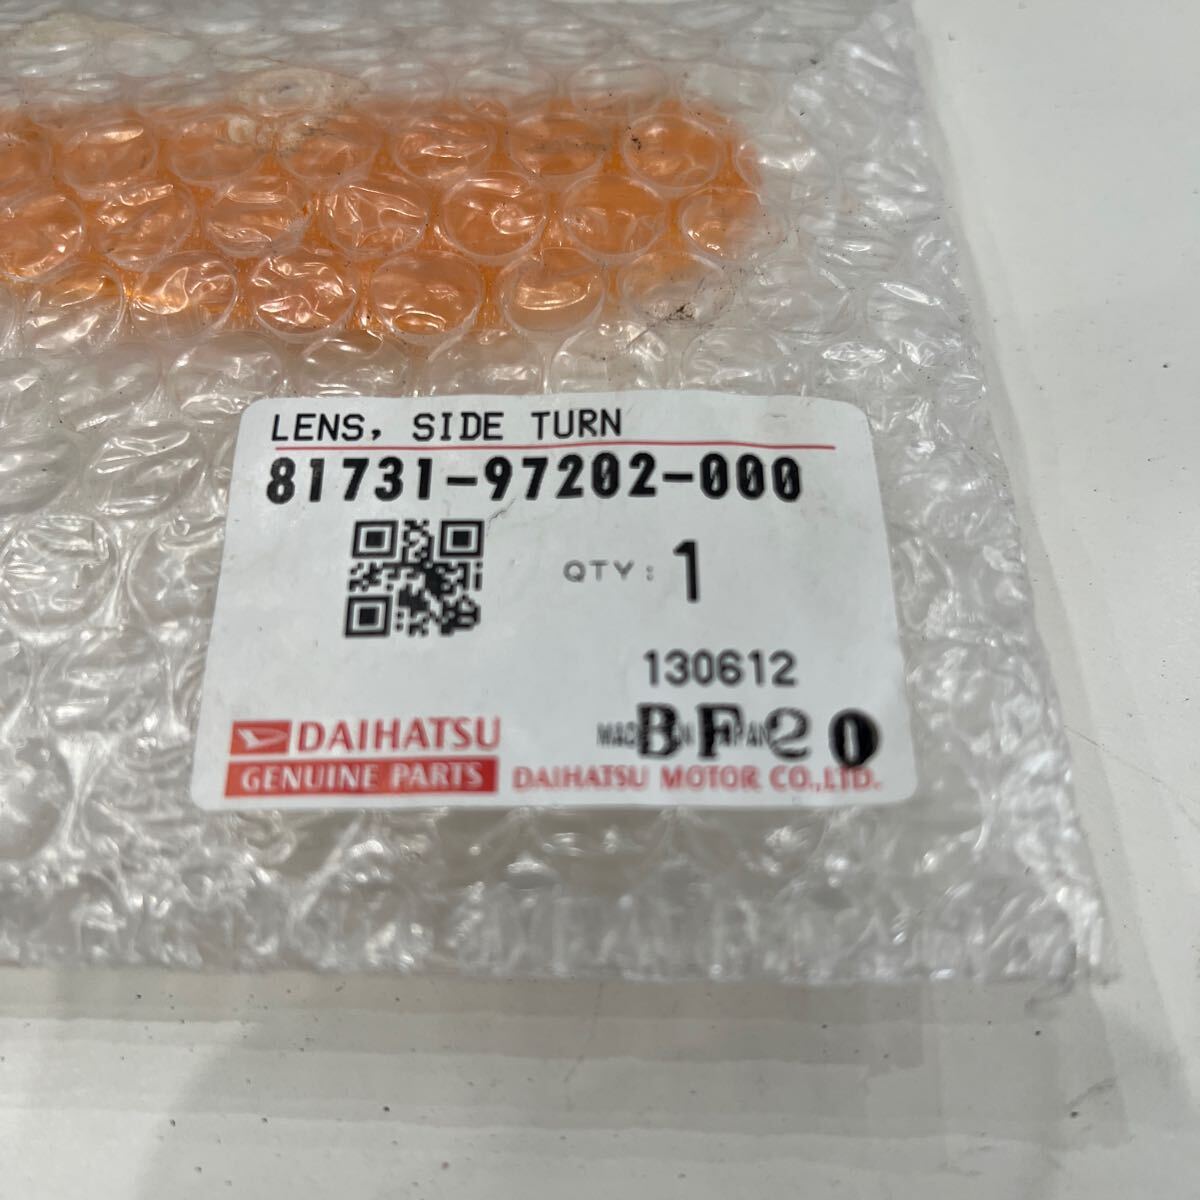 LENS, SIDE TURN
81731-97202-000
QTY: 1
130612
DAIHATSU
BF20
GENUINE PARTS
DAIHATSU MOTOR CO.,LTD.